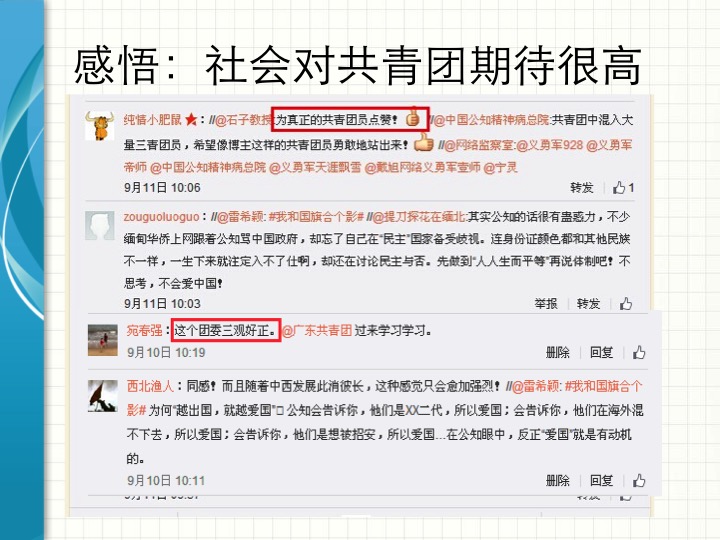 感悟：社会对共青团期待很高
纯情小肥鼠★：//@石子教授:为真正的共青团员点赞！//@中国公知精神病总院:共青团中混入大
量三青团员，希望像博主这样的共青团员勇敢地站出来！//@网络监察室:@义勇军928 @义勇军
帝师 @中国公知精神病总院 @义勇军天涯飘雪 @戴旭网络义勇军壹师 @宁灵
9月11日 10:06 转发 1
zouguoluoguo：//@雷希颖: #我和国旗合个影# //@提刀探花在缅北:其实公知的话很有蛊惑力，不少
缅甸华侨上网跟着公知骂中国政府，却忘了自己在“民主”国家备受歧视。连身份证颜色都和其他民族
不一样，一生下来就注定入不了仕啊，却还在讨论民主与否。先做到“人人生而平等”再说体制吧！不
思考，不会爱中国！
9月11日 10:03 举报 转发
宛春强：这个团委三观好正。@广东共青团 过来学习学习。
9月10日 10:19 删除 回复
西北渔人：同感！而且随着中西发展此消彼长，这种感觉只会愈加强烈！//@雷希颖: #我和国旗合个
影# 为何“越出国，就越爱国”□ 公知会告诉你，他们是XX二代，所以爱国；会告诉你，他们在海外混
不下去，所以爱国；会告诉你，他们是想被招安，所以爱国…在公知眼中，反正“爱国”就是有动机
的。
9月10日 10:11 删除 回复